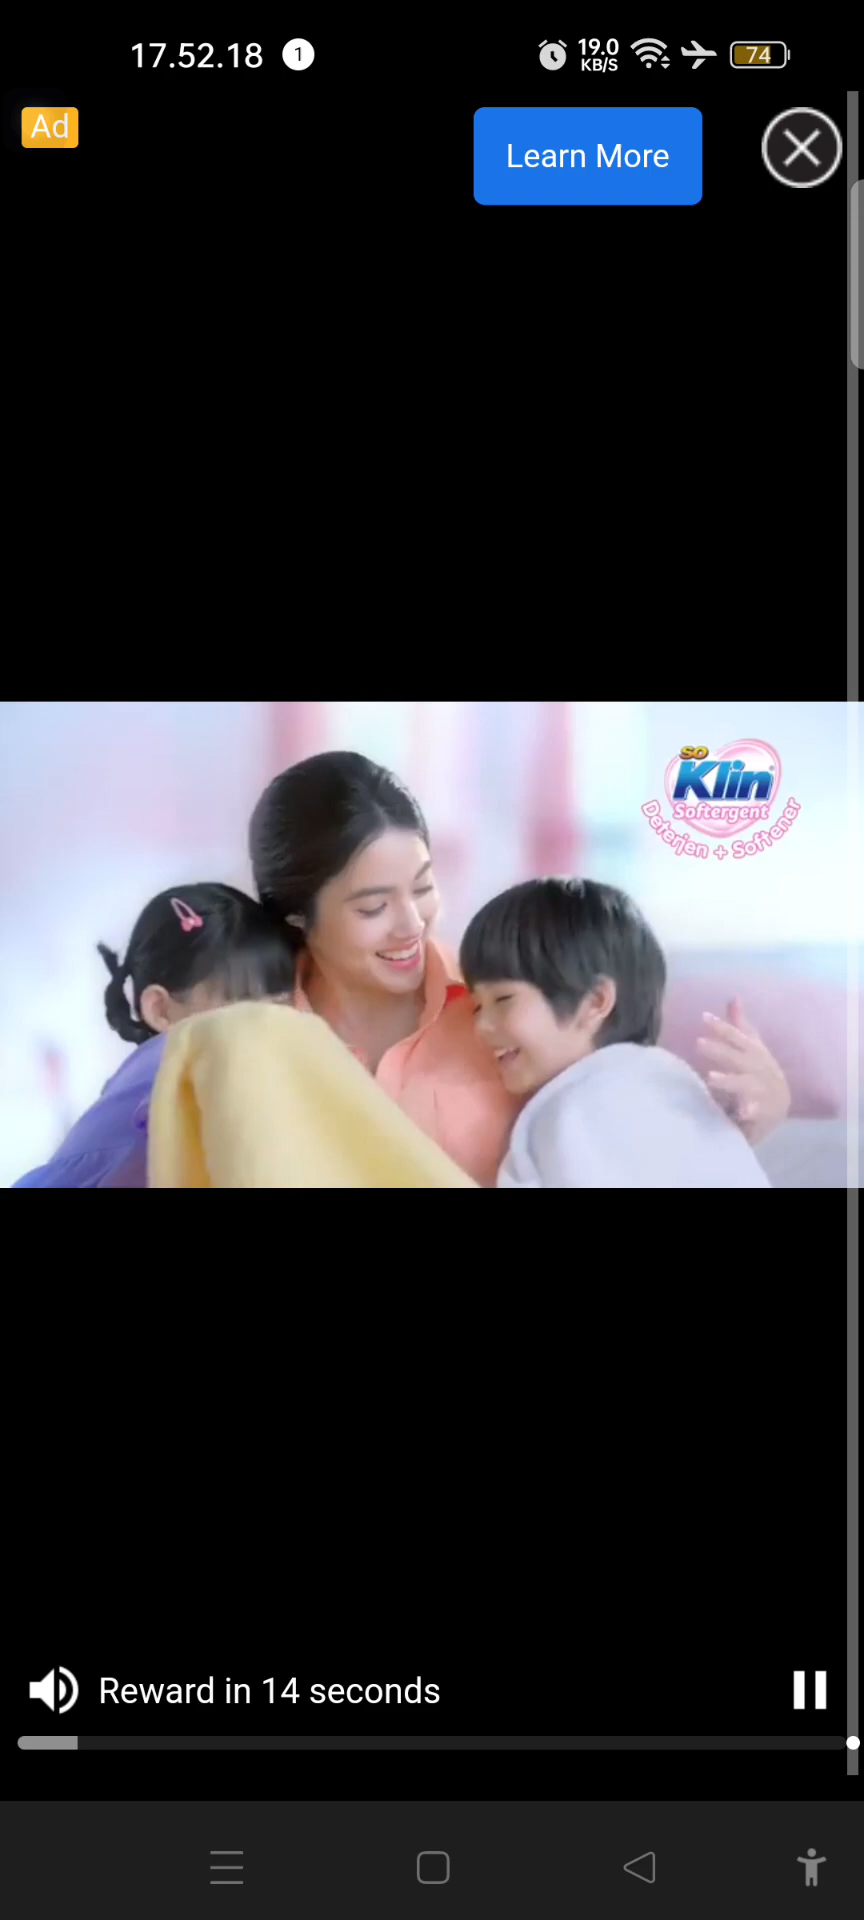 17.52.18 1 19.0 KB/S 74
Ad
Learn More
SO
Klin
Softergent
Deterjen + Softener
Reward in 14 seconds